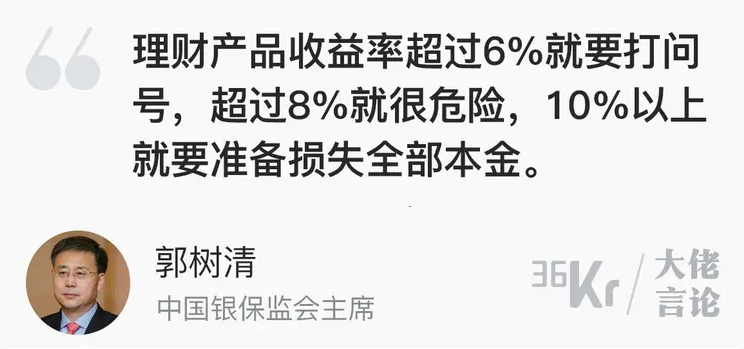 理财产品收益率超过6%就要打问
号，超过8%就很危险，10%以上
就要准备损失全部本金。
郭树清
中国银保监会主席
36Kr
大佬
言论